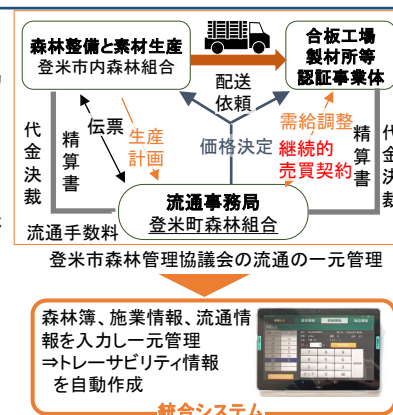 森林整備と素材生産
登米市内森林組合
合板工場
製材所等
認証事業体
配送
依頼
代金決裁
精算書
伝票
生産
計画
価格決定
需給調整
継続的
売買契約
精算書
代金決裁
流通事務局
登米町森林組合
流通手数料
登米市森林管理協議会の流通の一元管理
森林簿、施業情報、流通情
報を入力し一元管理
⇒トレーサビリティ情報
を自動作成
統合システム